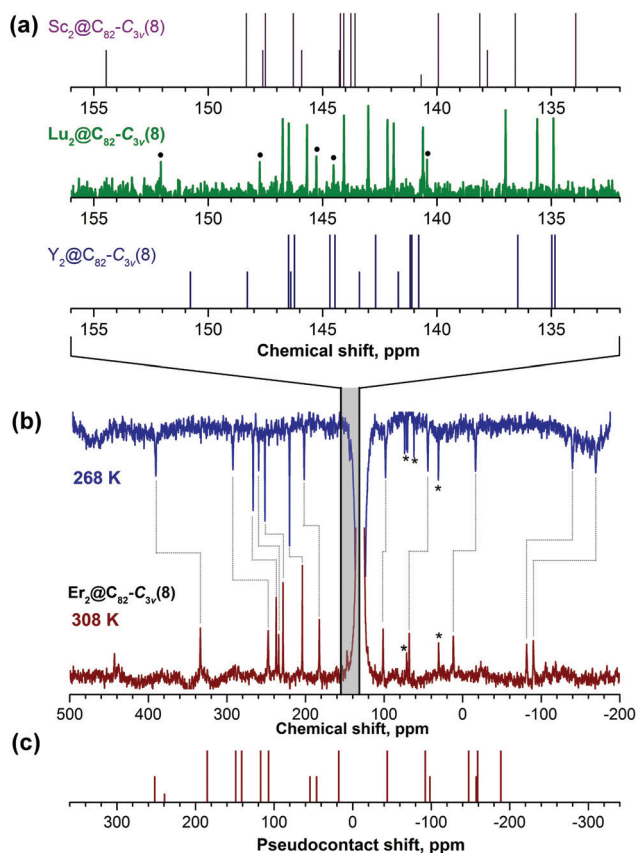 (a)
Sc₂@C₈₂-C₃ᵥ(8)
155 150 145 140 135
Lu₂@C₈₂-C₃ᵥ(8)
155 150 145 140 135
Y₂@C₈₂-C₃ᵥ(8)
155 150 145 140 135
Chemical shift, ppm
(b)
268 K
* * *
Er₂@C₈₂-C₃ᵥ(8)
308 K
* *
500 400 300 200 100 0 -100 -200
Chemical shift, ppm
(c)
300 200 100 0 -100 -200 -300
Pseudocontact shift, ppm